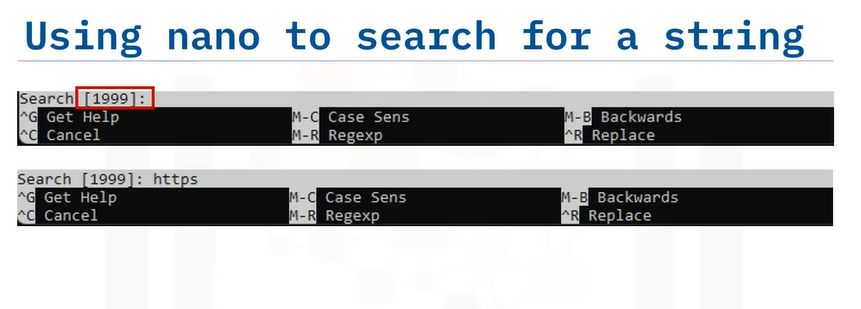 Using nano to search for a string
Search [1999]:
^G Get Help M-C Case Sens M-B Backwards
^C Cancel M-R Regexp ^R Replace
Search [1999]: https
^G Get Help M-C Case Sens M-B Backwards
^C Cancel M-R Regexp ^R Replace